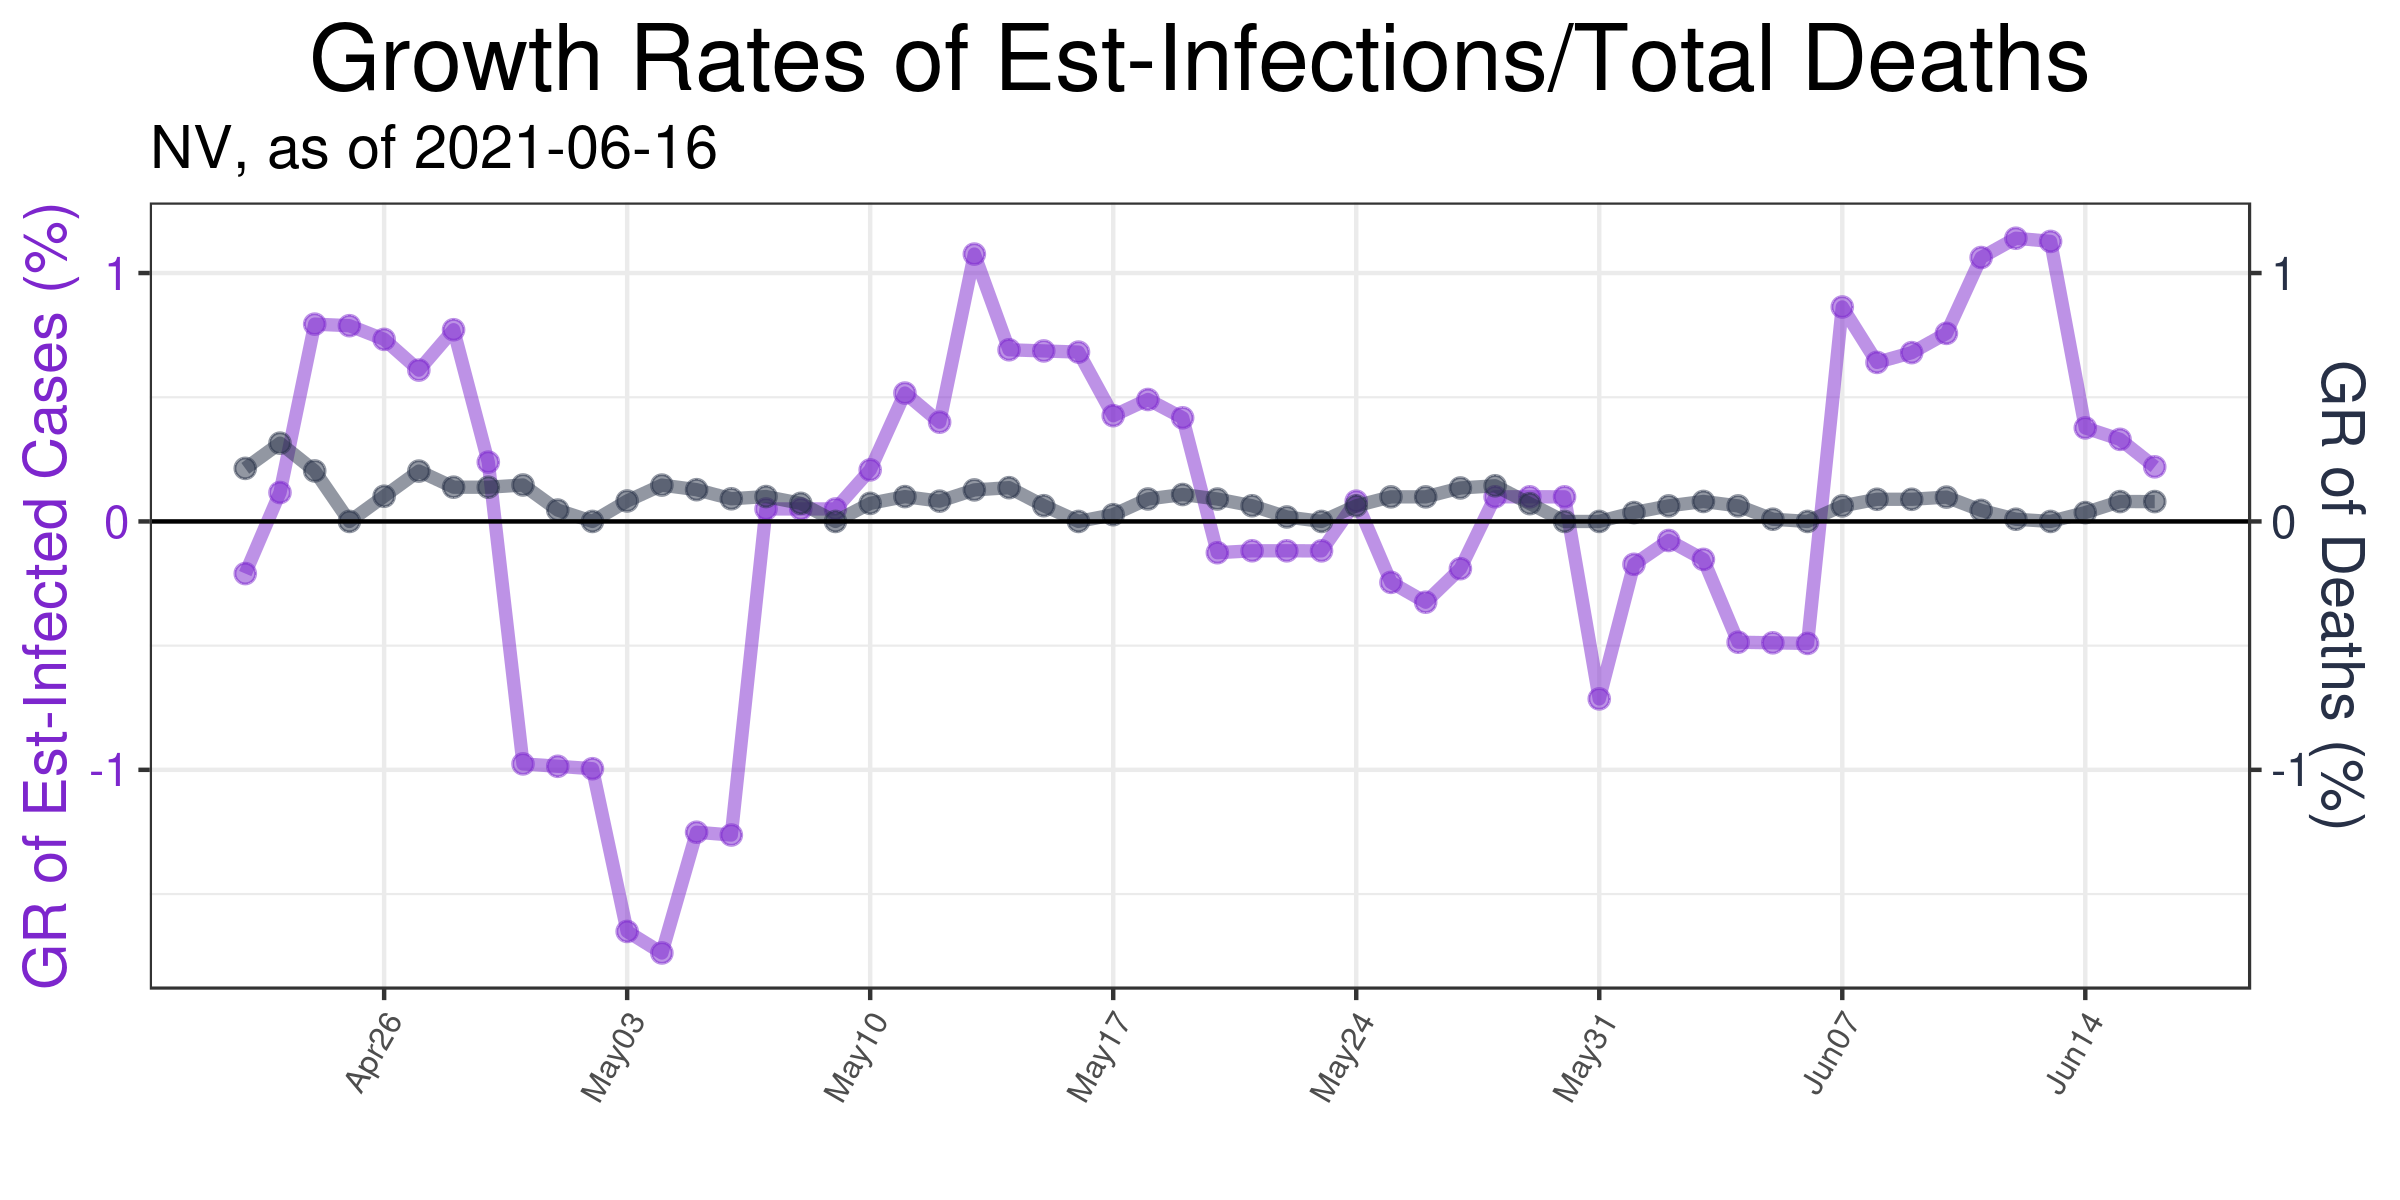 Growth Rates of Est-Infections/Total Deaths
NV, as of 2021-06-16
GR of Est-Infected Cases (%)
1
0
-1
1
0
-1
GR of Deaths (%)
Apr26
May03
May10
May17
May24
May31
Jun07
Jun14